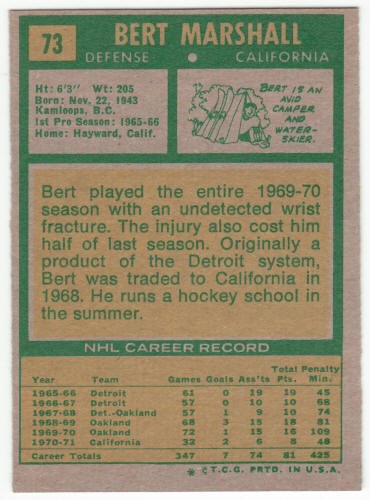 73
BERT MARSHALL
DEFENSE • CALIFORNIA
Ht: 6'3" Wt: 205
Born: Nov. 22, 1943
Kamloops, B.C.
1st Pro Season: 1965-66
Home: Hayward, Calif.
BERT IS AN
AVID
CAMPER
AND
WATER-
SKIER.
Bert played the entire 1969-70
season with an undetected wrist
fracture. The injury also cost him
half of last season. Originally a
product of the Detroit system,
Bert was traded to California in
1968. He runs a hockey school in
the summer.
NHL CAREER RECORD
Total Penalty
Year Team Games Goals Ass'ts Pts. Min.
1965-66 Detroit 61 0 19 19 45
1966-67 Detroit 57 0 10 10 68
1967-68 Det.-Oakland 57 1 9 10 74
1968-69 Oakland 68 3 15 18 81
1969-70 Oakland 72 1 15 16 109
1970-71 California 32 2 6 8 48
Career Totals 347 7 74 81 425
* © T.C.G. PRTD. IN U.S.A.